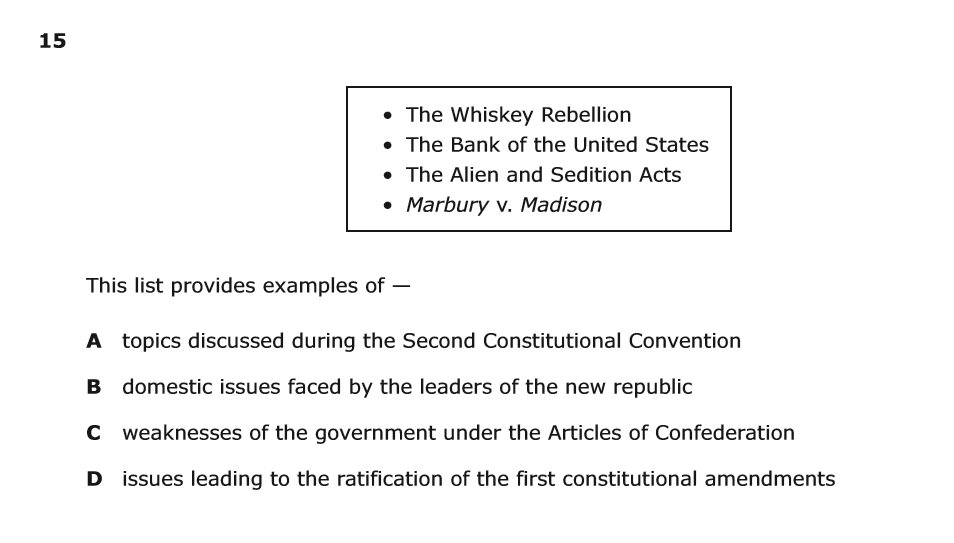 15
• The Whiskey Rebellion
• The Bank of the United States
• The Alien and Sedition Acts
• Marbury v. Madison
This list provides examples of —
A topics discussed during the Second Constitutional Convention
B domestic issues faced by the leaders of the new republic
C weaknesses of the government under the Articles of Confederation
D issues leading to the ratification of the first constitutional amendments